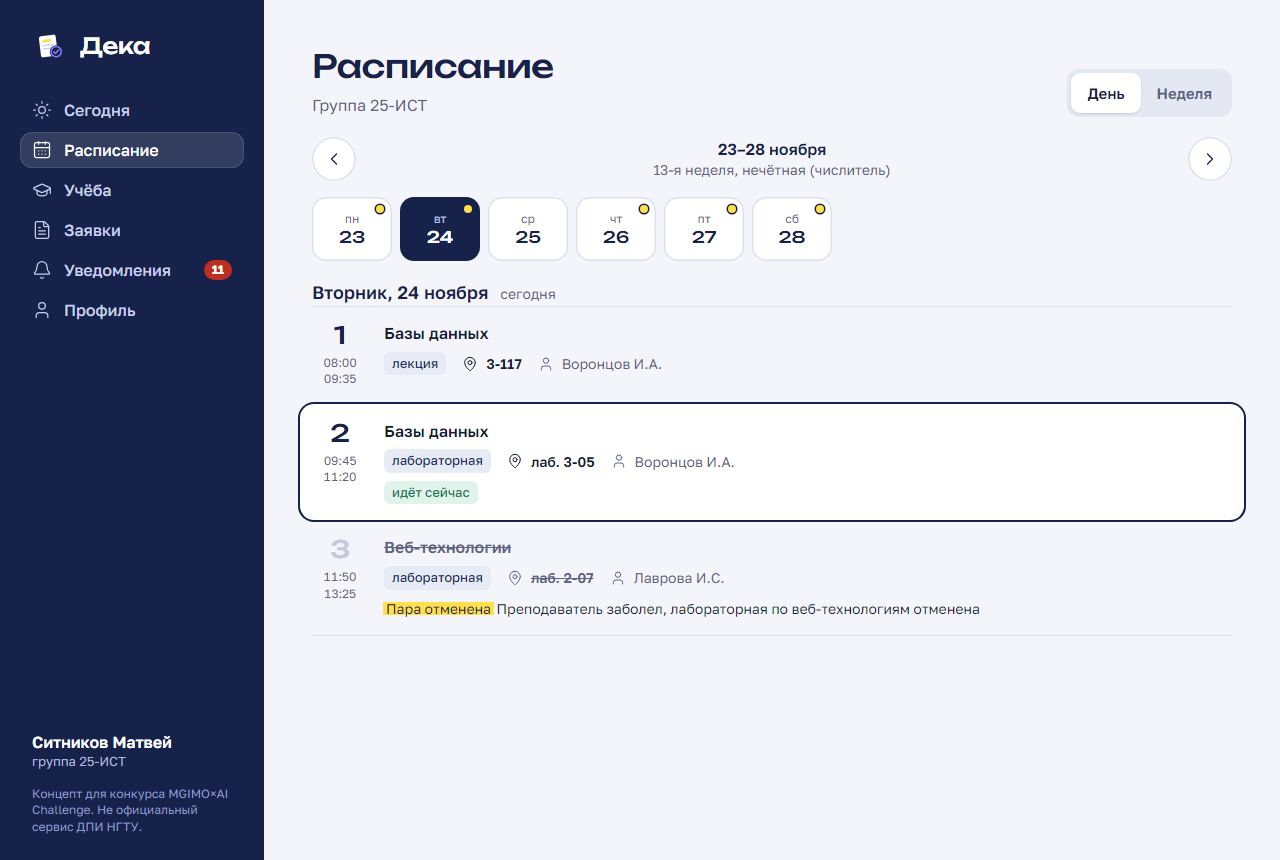 Дека
Сегодня
Расписание
Учёба
Заявки
Уведомления 11
Профиль
Ситников Матвей
группа 25-ИСТ
Концепт для конкурса MGIMO×AI
Challenge. Не официальный
сервис ДПИ НГТУ.
Расписание
Группа 25-ИСТ
День Неделя
23–28 ноября
13-я неделя, нечётная (числитель)
пн
23
вт
24
ср
25
чт
26
пт
27
сб
28
Вторник, 24 ноября сегодня
1
08:00
09:35
Базы данных
лекция 3-117 Воронцов И.А.
2
09:45
11:20
Базы данных
лабораторная лаб. 3-05 Воронцов И.А.
идёт сейчас
3
11:50
13:25
Веб-технологии
лабораторная лаб. 2-07 Лаврова И.С.
Пара отменена Преподаватель заболел, лабораторная по веб-технологиям отменена